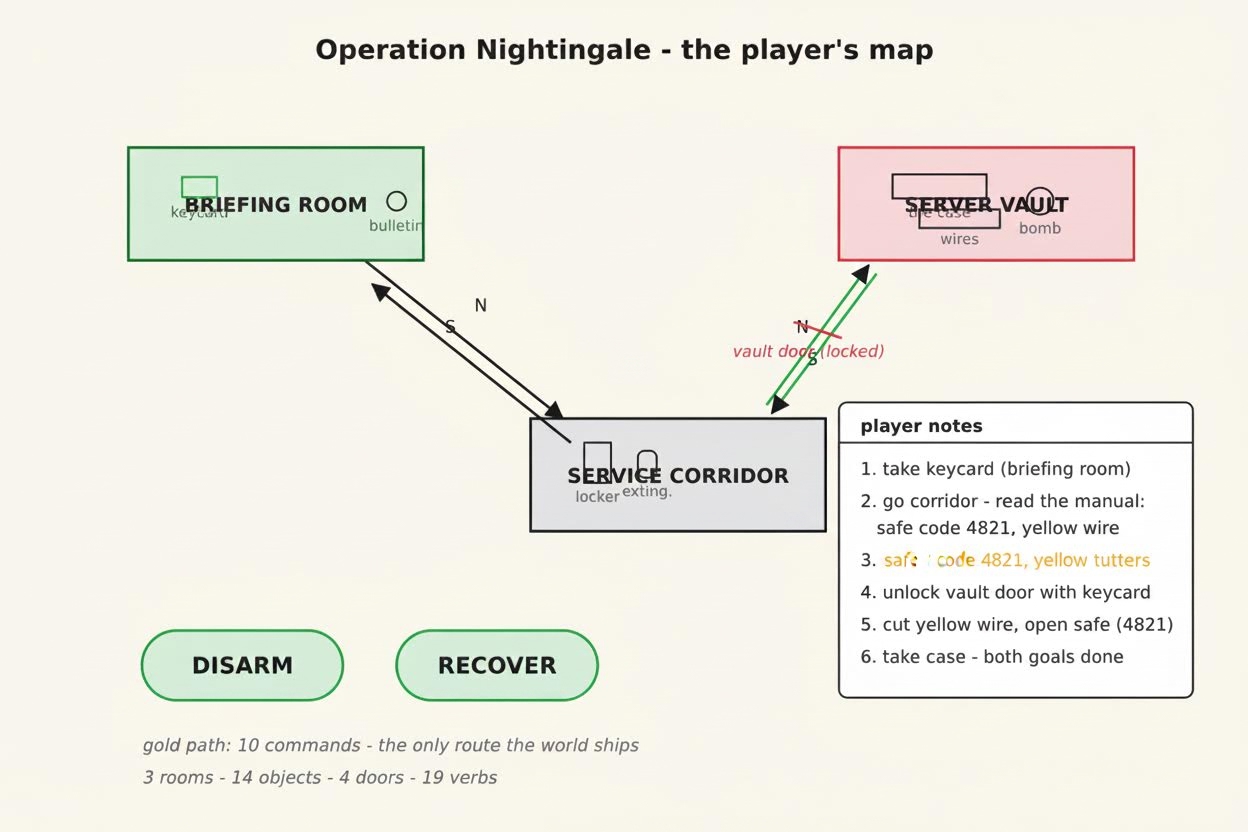 Operation Nightingale - the player's map
BRIEFING ROOM
keycard
bulletin
SERVER VAULT
the case
wires
bomb
N
S
N
vault door (locked)
S
SERVICE CORRIDOR
locker
exting.
player notes
1. take keycard (briefing room)
2. go corridor - read the manual:
safe code 4821, yellow wire
3. safe code 4821, yellow tutters
4. unlock vault door with keycard
5. cut yellow wire, open safe (4821)
6. take case - both goals done
DISARM
RECOVER
gold path: 10 commands - the only route the world ships
3 rooms - 14 objects - 4 doors - 19 verbs